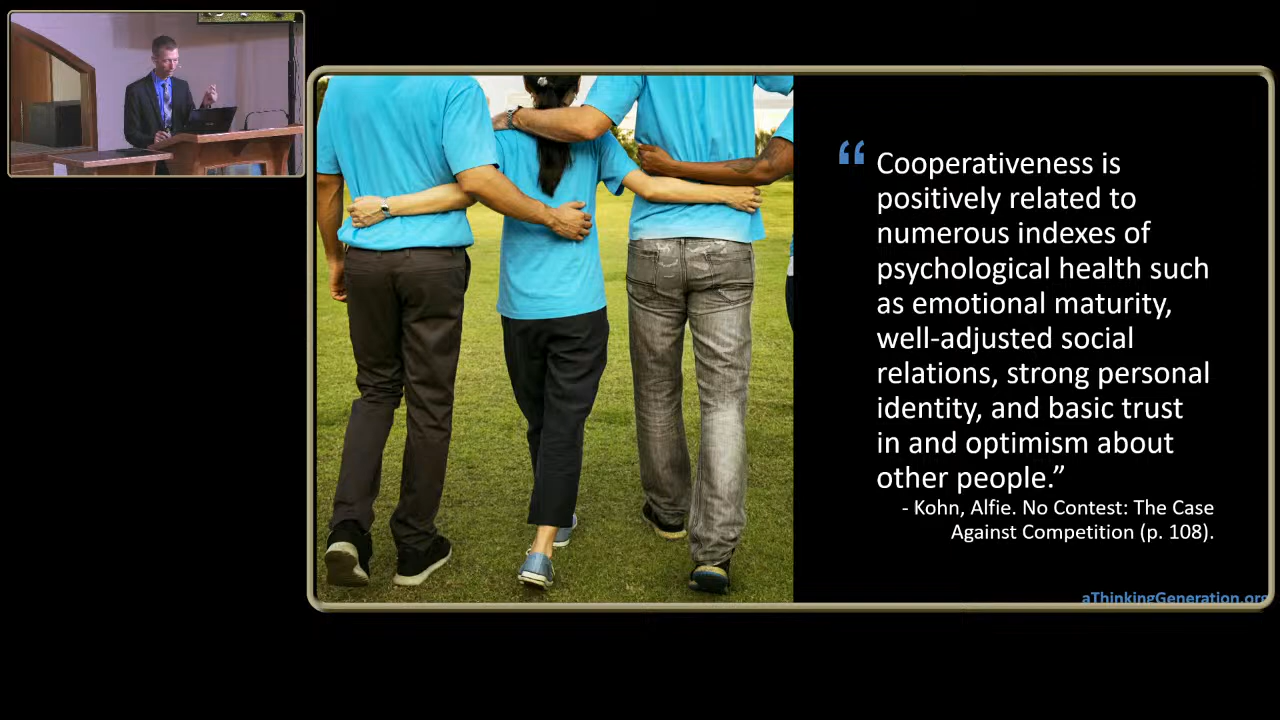 “ Cooperativeness is
positively related to
numerous indexes of
psychological health such
as emotional maturity,
well-adjusted social
relations, strong personal
identity, and basic trust
in and optimism about
other people.”
- Kohn, Alfie. No Contest: The Case
Against Competition (p. 108).
aThinkingGeneration.org